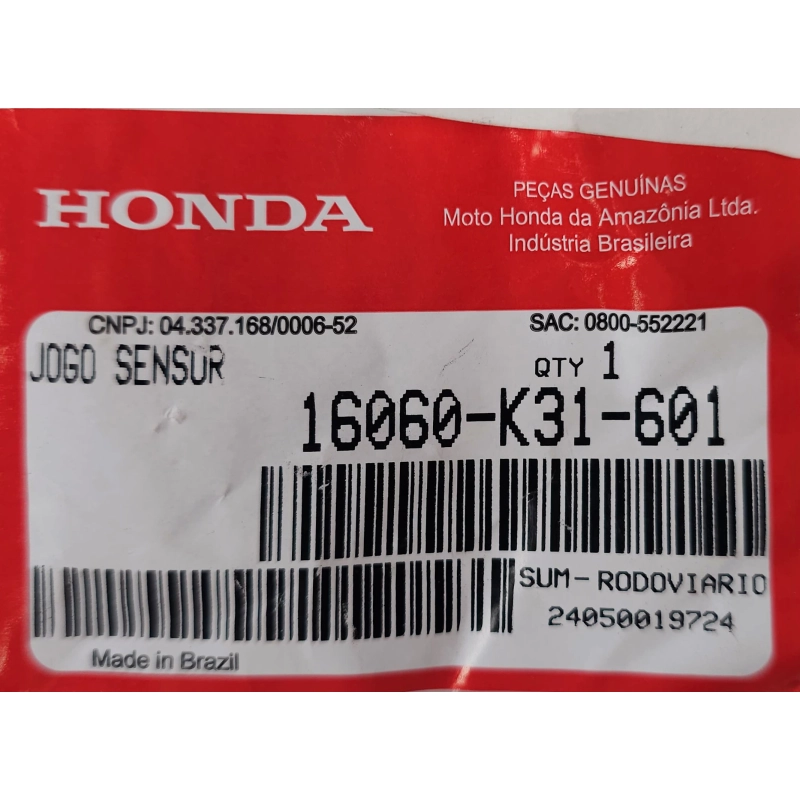 HONDA
PEÇAS GENUÍNAS
Moto Honda da Amazônia Ltda.
Indústria Brasileira
CNPJ: 04.337.168/0006-52
SAC: 0800-552221
JOGO SENSOR
QTY 1
16060-K31-601
SUM-RODOVIARIO
24050019724
Made in Brazil